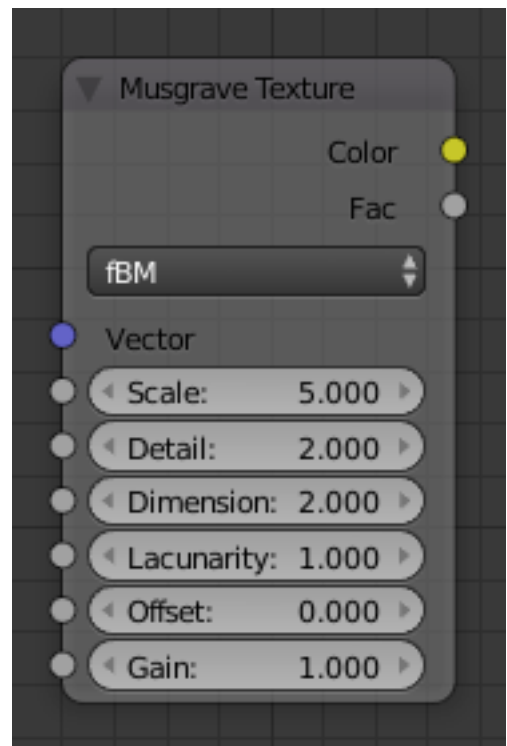 Musgrave Texture
Color
Fac
fBM
Vector
Scale: 5.000
Detail: 2.000
Dimension: 2.000
Lacunarity: 1.000
Offset: 0.000
Gain: 1.000